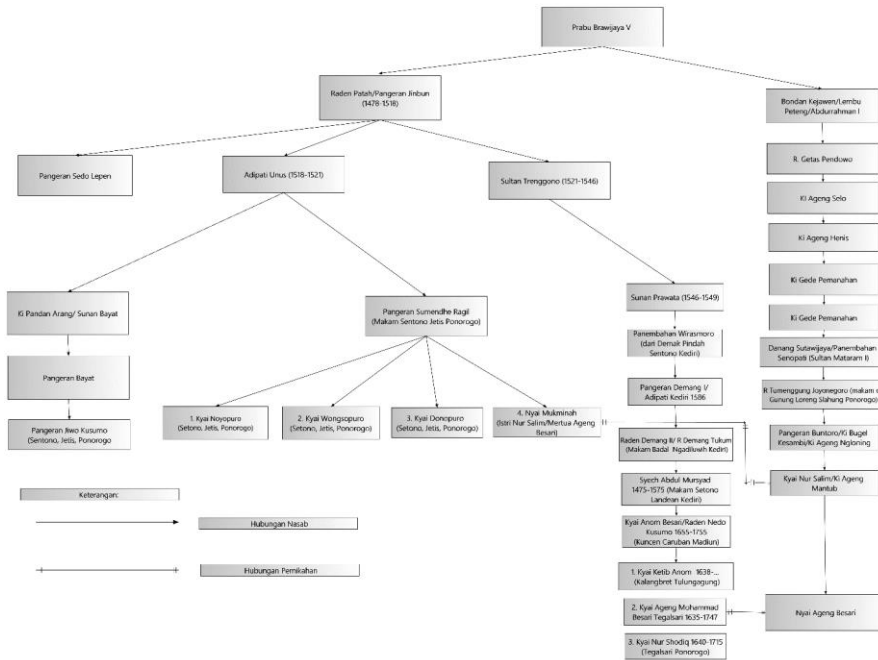 Prabu Brawijaya V
Raden Patah/Pangeran Jinbun
(1478-1518)
Bondan Kejawen/Lembu
Peteng/Abdurrahman I
Pangeran Sedo Lepen
Adipati Unus (1518-1521)
Sultan Trenggono (1521-1546)
R. Getas Pendowo
Ki Ageng Selo
Ki Ageng Henis
Ki Gede Pemanahan
Ki Gede Pemanahan
Danang Sutawijaya/Panembahan
Senopati (Sultan Mataram I)
R Tumenggung Joyonegoro (makam d
Gunung Loreng Slahung Ponorogo)
Pangeran Buntoro/Ki Bugel
Kesambi/Ki Ageng Ngloning
Kyai Nur Salim/Ki Ageng
Mantub
Nyai Ageng Besari
Ki Pandan Arang/ Sunan Bayat
Pangeran Bayat
Pangeran Jiwo Kusumo
(Sentono, Jetis, Ponorogo
Pangeran Sumendhe Ragil
(Makam Sentono Jetis Ponorogo)
1. Kyai Noyopuro
(Setono, Jetis, Ponorogo)
2. Kyai Wongsopuro
(Setono, Jetis, Ponorogo)
3. Kyai Donopuro
(Setono, Jetis, Ponorogo)
4. Nyai Mukminah
(Istri Nur Salim/Mertua Ageng
Besari)
Sunan Prawata (1546-1549)
Panembahan Wirasmoro
(dari Demak Pindah
Sentono Kediri)
Pangeran Demang I/
Adipati Kediri 1586
Raden Demang II/ R Demang Tukum
(Makam Badal Ngadiluwih Kediri)
Syech Abdul Mursyad
1475-1575 (Makam Setono
Landean Kediri)
Kyai Anom Besari/Raden Nedo
Kusumo 1655-1755
(Kuncen Caruban Madiun)
1. Kyai Ketib Anom 1638-...
(Kalangbret Tulungagung)
2. Kyai Ageng Mohammad
Besari Tegalsari 1635-1747
3. Kyai Nur Shodiq 1640-1715
(Tegalsari Ponorogo)
Keterangan:
Hubungan Nasab
Hubungan Pernikahan